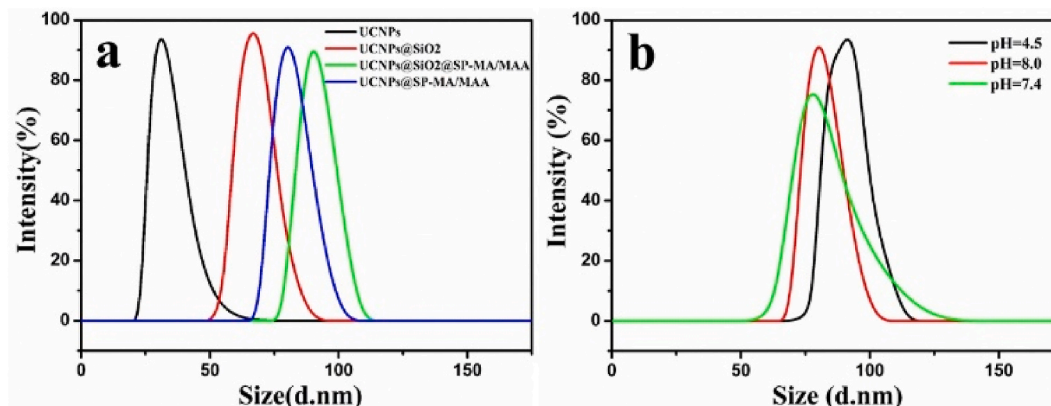 a
UCNPs
UCNPs@SiO2
UCNPs@SiO2@SP-MA/MAA
UCNPs@SP-MA/MAA
Intensity(%)
100
80
60
40
20
0
0
50
100
150
Size(d.nm)
b
pH=4.5
pH=8.0
pH=7.4
Intensity (%)
100
80
60
40
20
0
0
50
100
150
Size (d.nm)